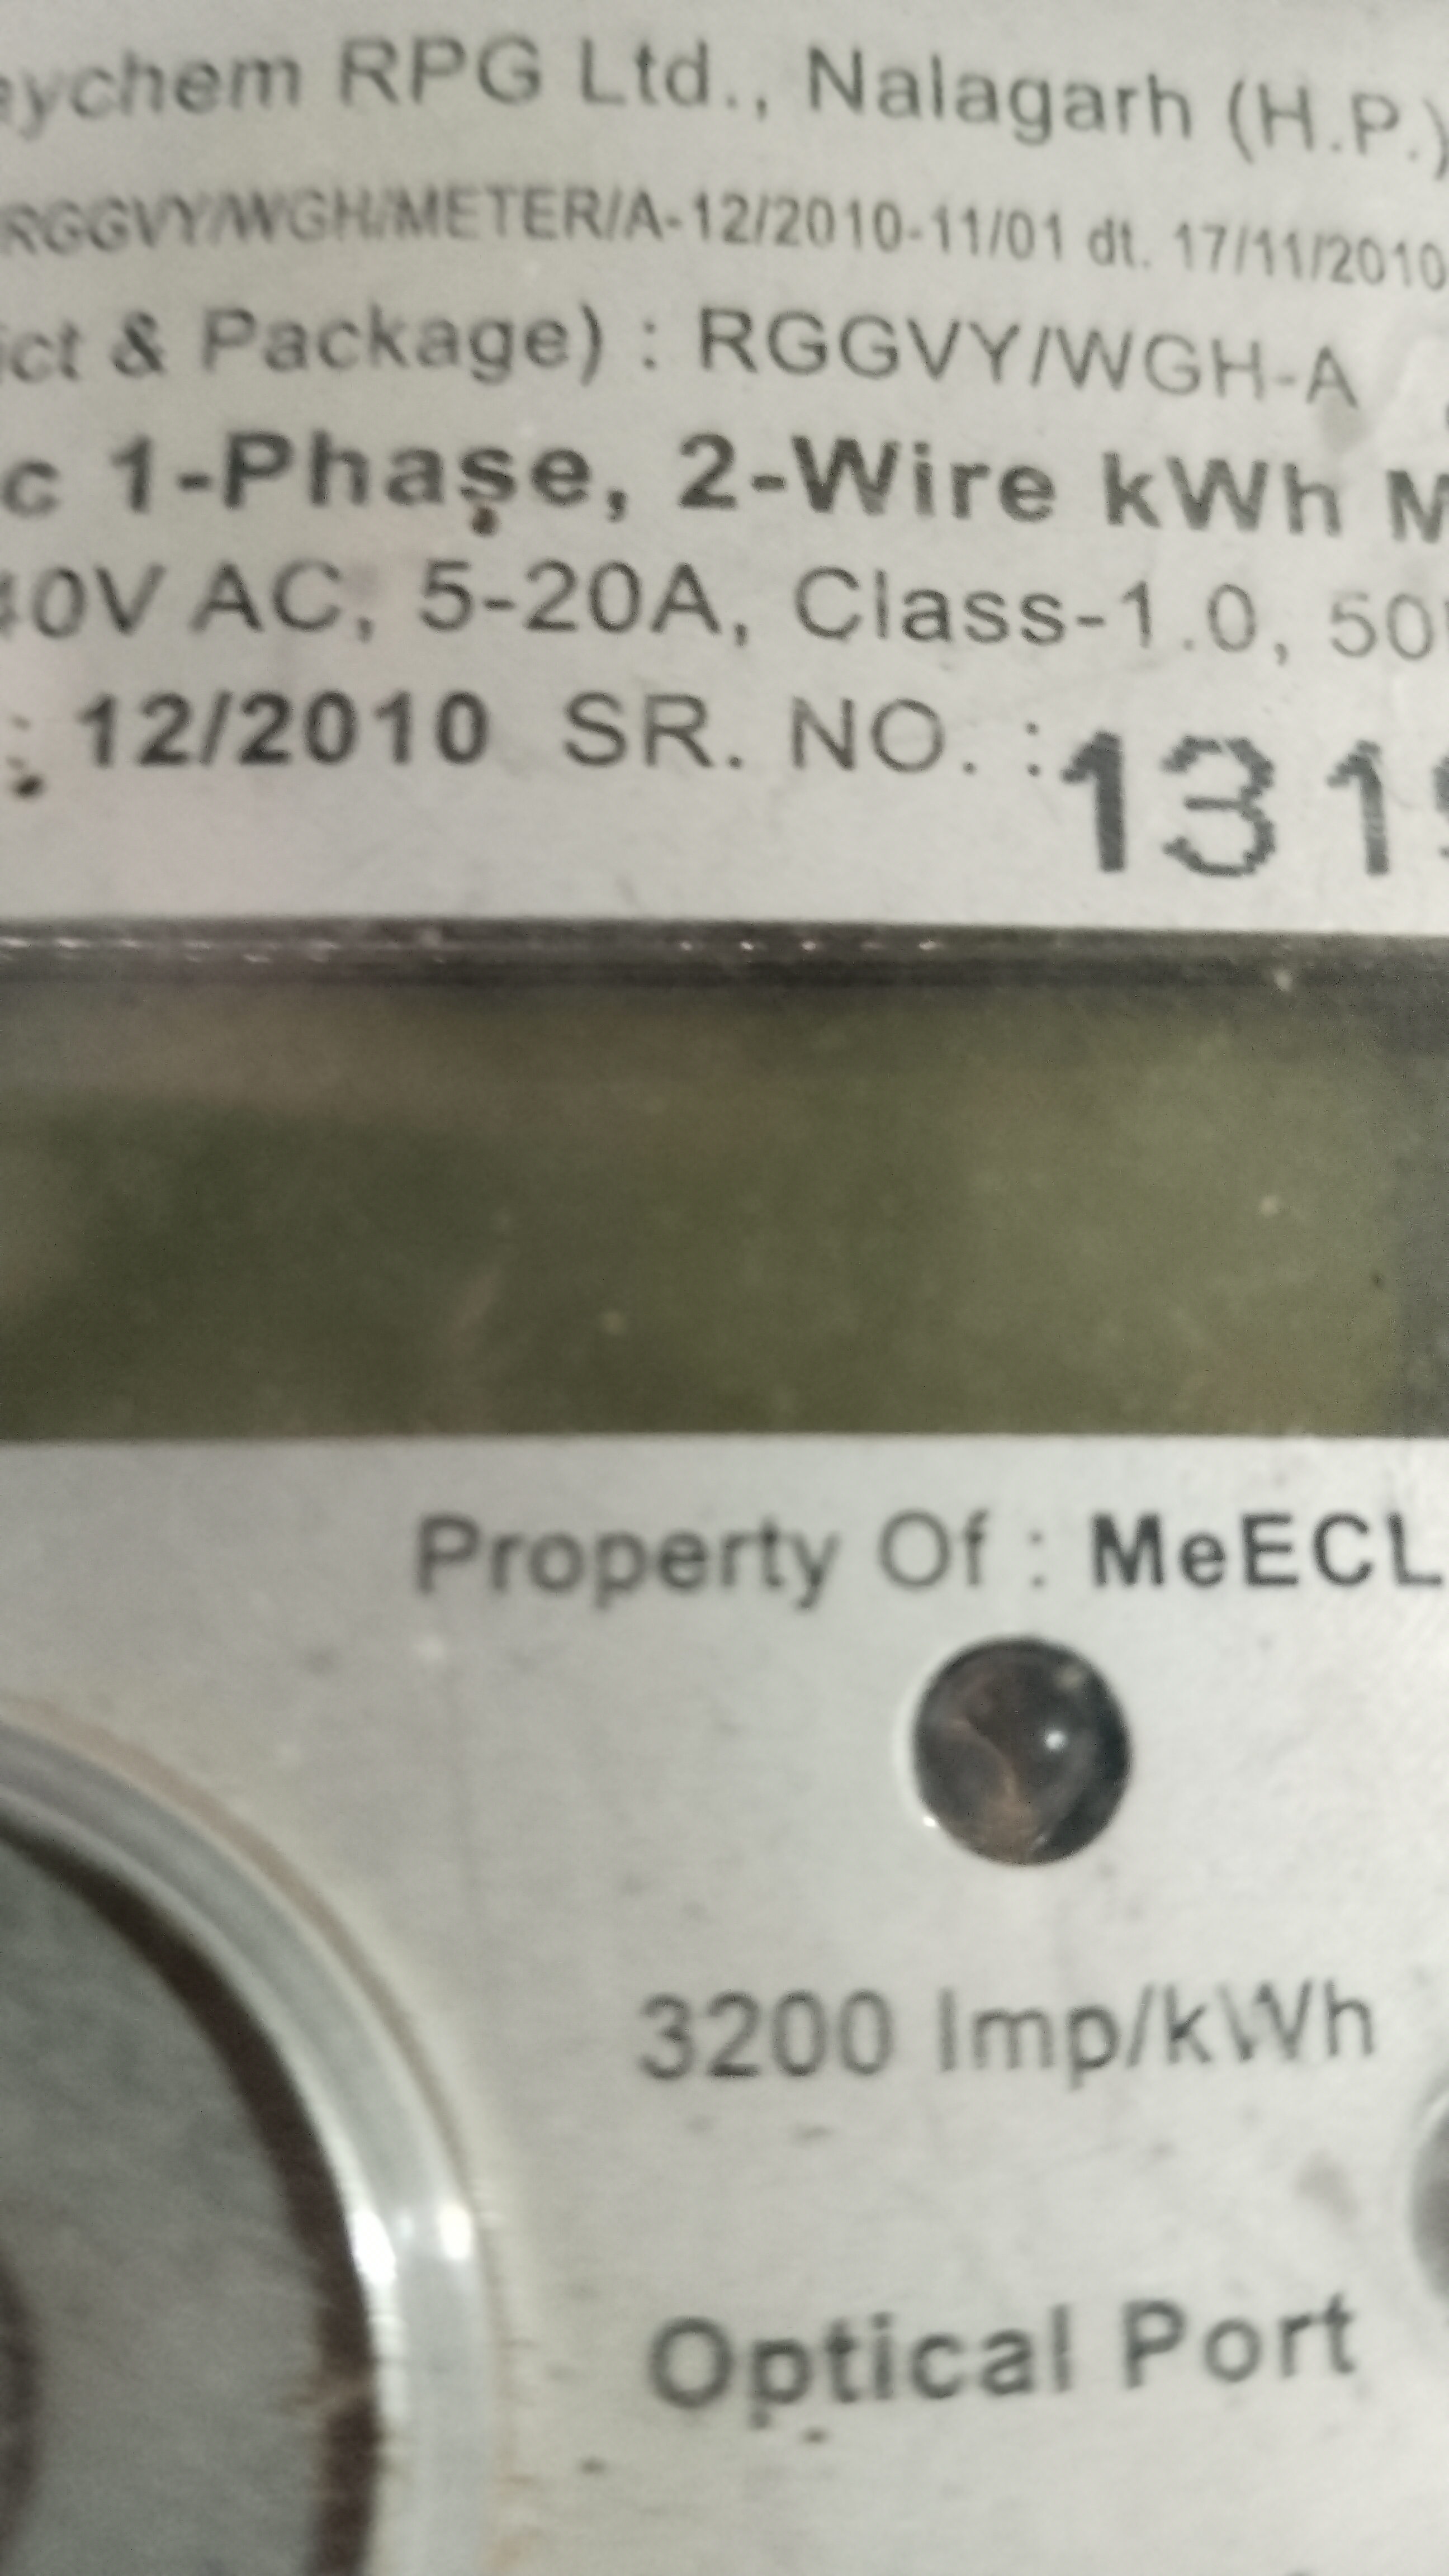 aychem RPG Ltd., Nalagarh (H.P.)
RGGVY/WGH/METER/A-12/2010-11/01 dt. 17/11/2010
ict & Package) : RGGVY/WGH-A
c 1-Phase, 2-Wire kWh M
40V AC, 5-20A, Class-1.0, 50
: 12/2010 SR. NO. : 131
Property Of : MeECL
3200 Imp/kWh
Optical Port